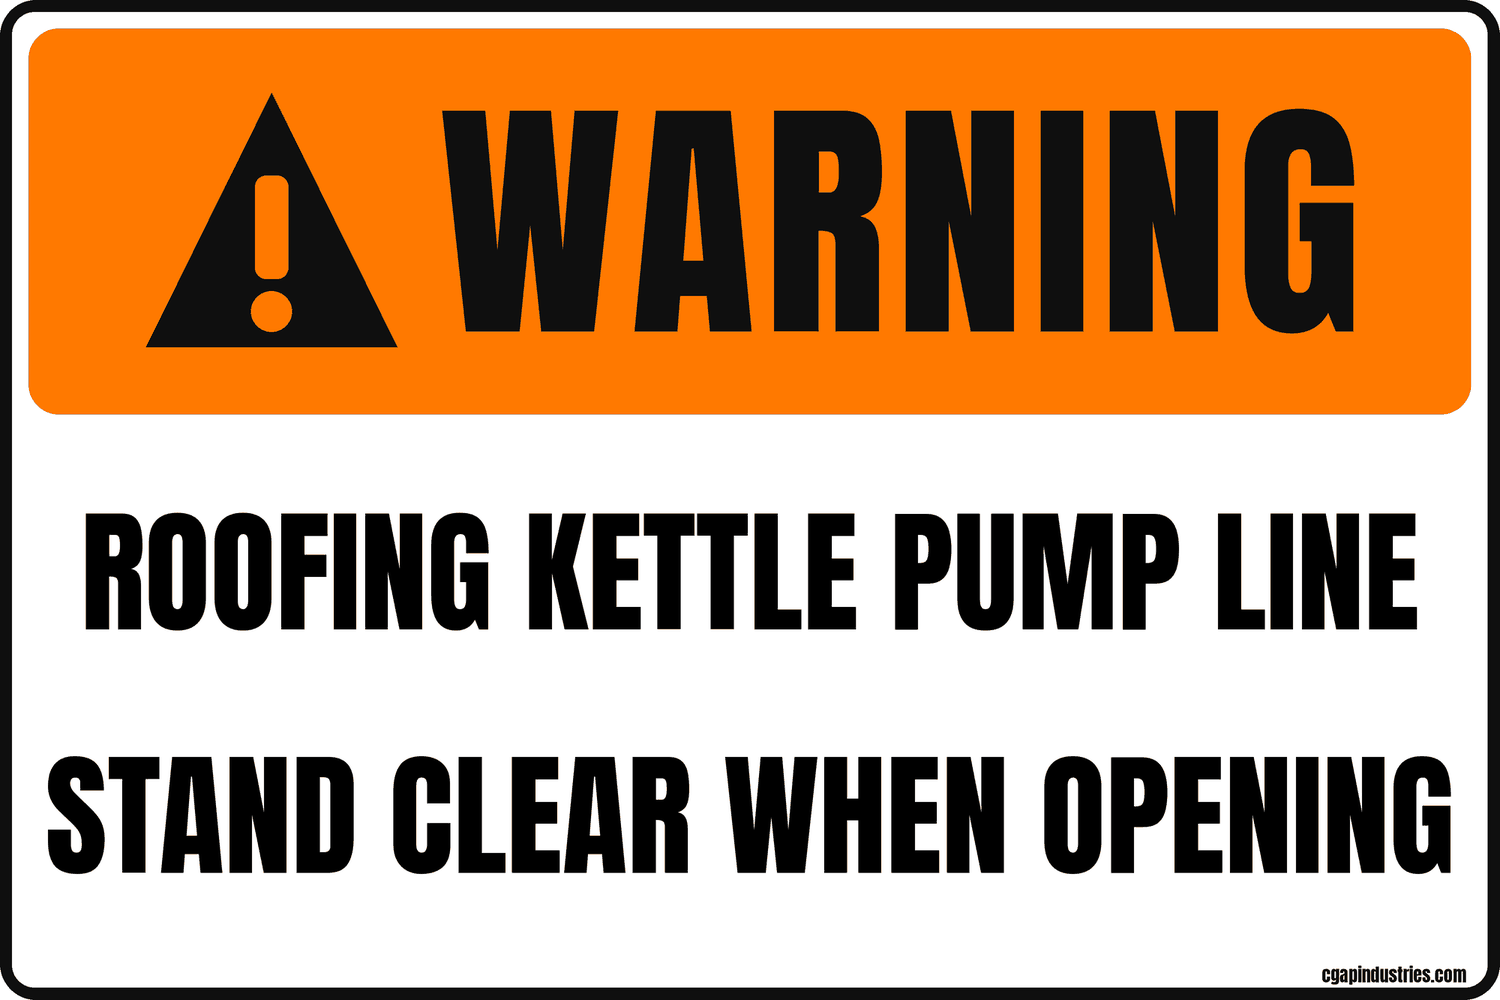 WARNING
ROOFING KETTLE PUMP LINE
STAND CLEAR WHEN OPENING
cgapindustries.com